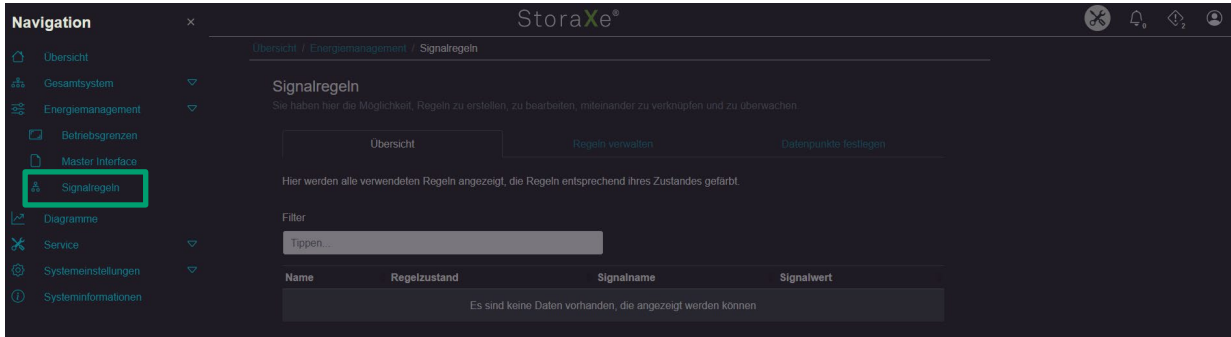 Navigation ×
StoraXe®
0
2
Übersicht
Gesamtsystem
Energiemanagement
Betriebsgrenzen
Master Interface
Signalregeln
Diagramme
Service
Systemeinstellungen
Systeminformationen
Übersicht / Energiemanagement / Signalregeln
Signalregeln
Sie haben hier die Möglichkeit, Regeln zu erstellen, zu bearbeiten, miteinander zu verknüpfen und zu überwachen.
Übersicht Regeln verwalten Datenpunkte festlegen
Hier werden alle verwendeten Regeln angezeigt, die Regeln entsprechend ihres Zustandes gefärbt.
Filter
Tippen...
Name Regelzustand Signalname Signalwert
Es sind keine Daten vorhanden, die angezeigt werden können